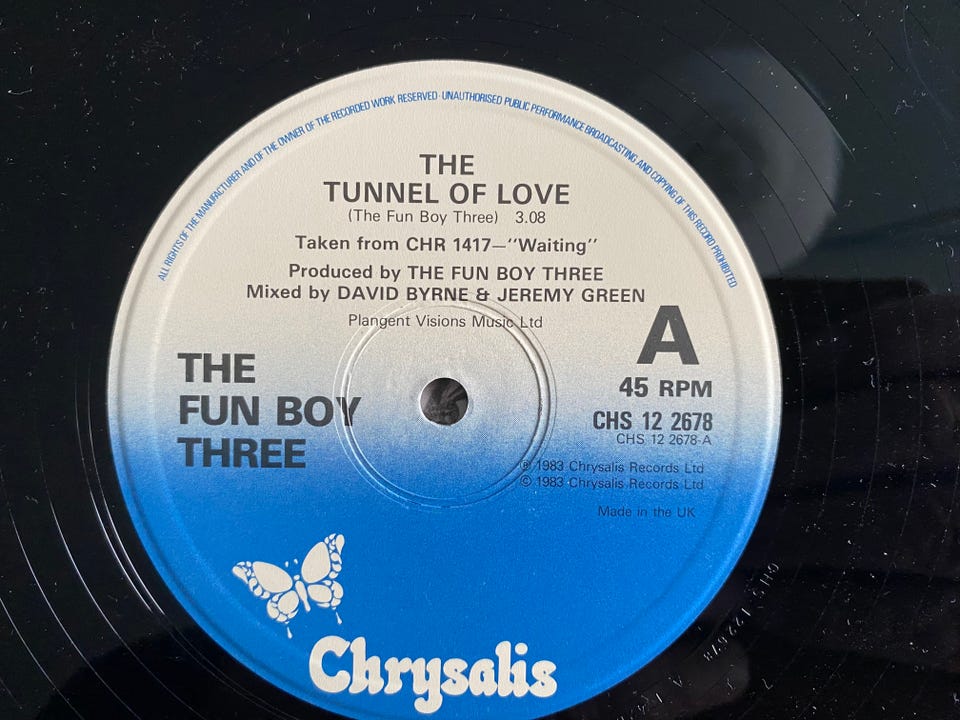 ALL RIGHTS OF THE MANUFACTURER AND OF THE OWNER OF THE RECORDED WORK RESERVED · UNAUTHORISED PUBLIC PERFORMANCE BROADCASTING AND COPYING OF THIS RECORD PROHIBITED
THE
TUNNEL OF LOVE
(The Fun Boy Three) 3.08
Taken from CHR 1417—"Waiting"
Produced by THE FUN BOY THREE
Mixed by DAVID BYRNE & JEREMY GREEN
Plangent Visions Music Ltd
A
THE
FUN BOY
THREE
45 RPM
CHS 12 2678
CHS 12 2678-A
℗ 1983 Chrysalis Records Ltd
© 1983 Chrysalis Records Ltd
Made in the UK
Chrysalis